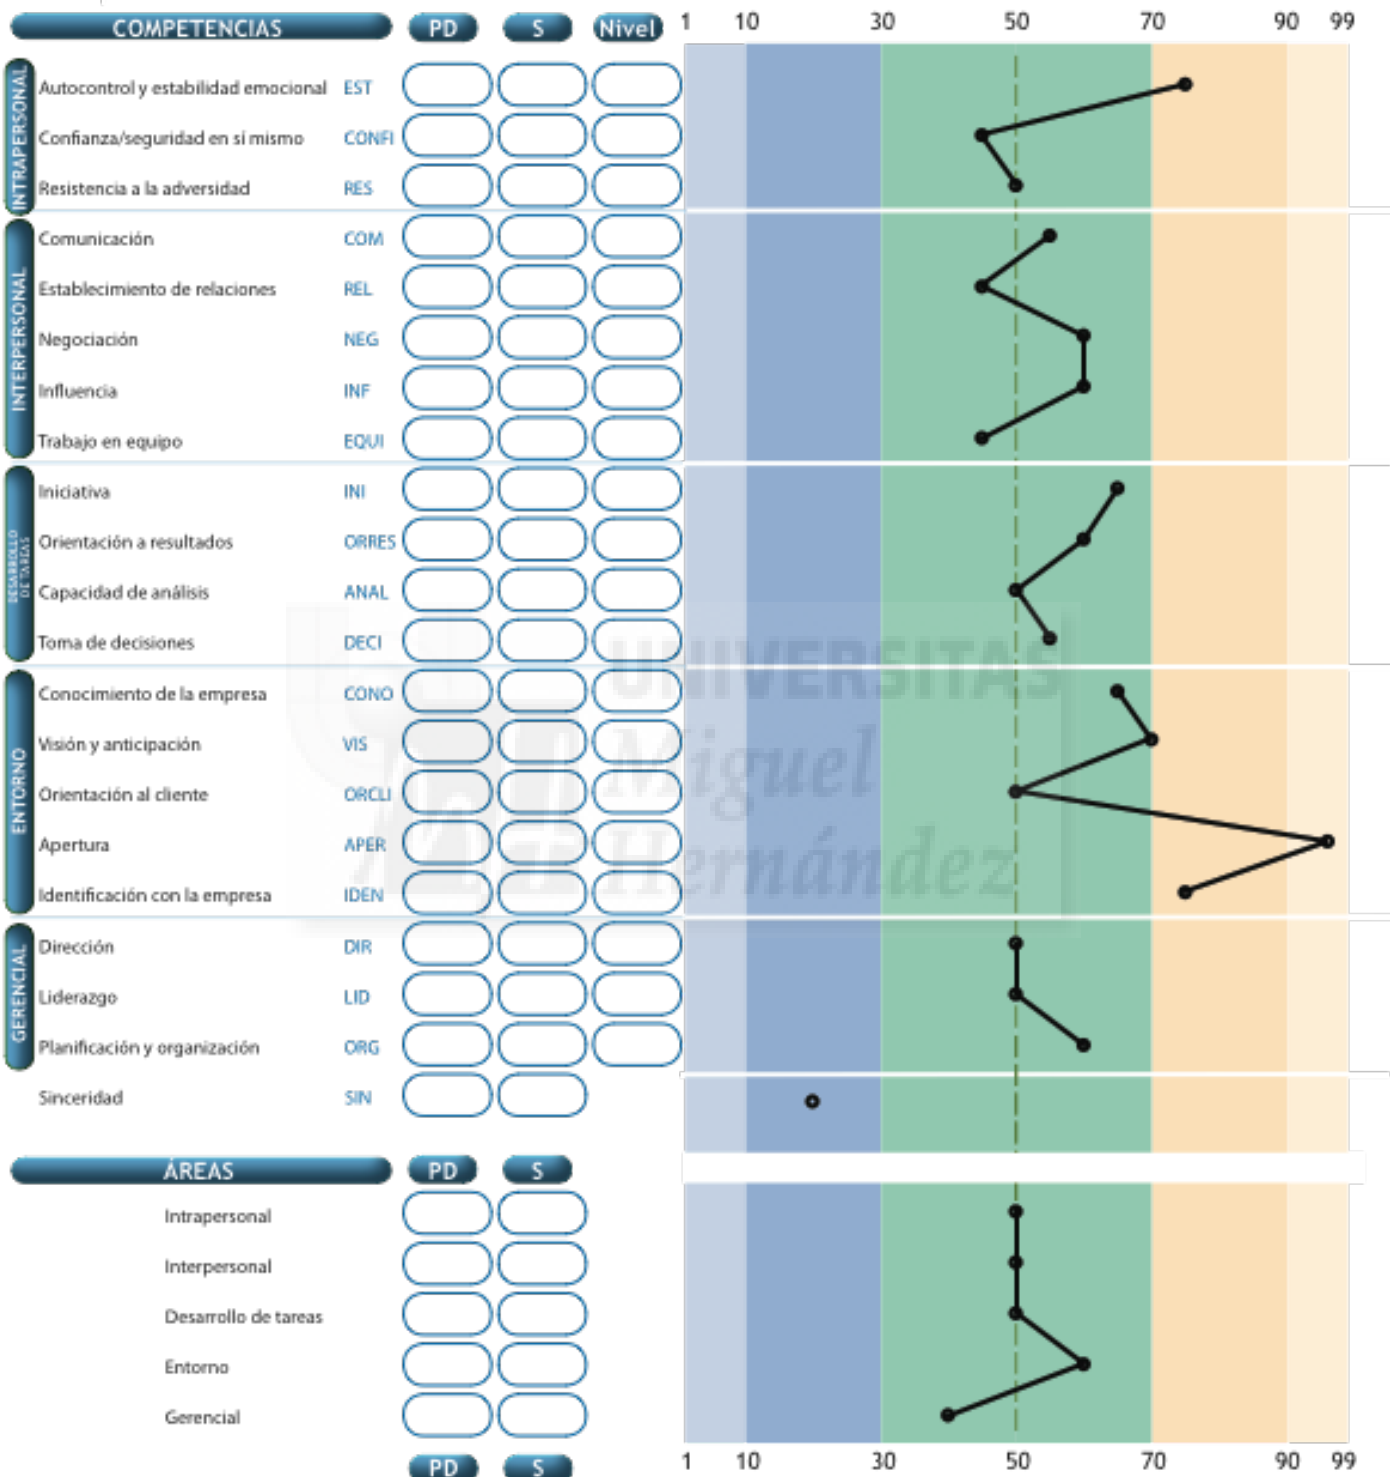 COMPETENCIAS PD S Nivel 1 10 30 50 70 90 99
INTRAPERSONAL
Autocontrol y estabilidad emocional EST
Confianza/seguridad en sí mismo CONFI
Resistencia a la adversidad RES
INTERPERSONAL
Comunicación COM
Establecimiento de relaciones REL
Negociación NEG
Influencia INF
Trabajo en equipo EQUI
DESARROLLO
DE TAREAS
Iniciativa INI
Orientación a resultados ORRES
Capacidad de análisis ANAL
Toma de decisiones DECI
ENTORNO
Conocimiento de la empresa CONO
Visión y anticipación VIS
Orientación al cliente ORCLI
Apertura APER
Identificación con la empresa IDEN
UNIVERSITAS
Miguel
Hernández
GERENCIAL
Dirección DIR
Liderazgo LID
Planificación y organización ORG
Sinceridad SIN
ÁREAS PD S
Intrapersonal
Interpersonal
Desarrollo de tareas
Entorno
Gerencial
PD S 1 10 30 50 70 90 99